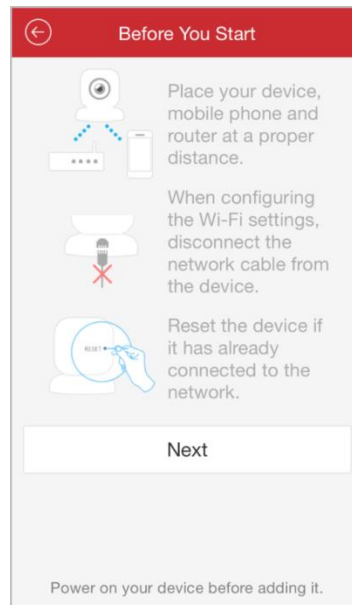 Before You Start
Place your device,
mobile phone and
router at a proper
distance.
When configuring
the Wi-Fi settings,
disconnect the
network cable from
the device.
RESET
Reset the device if
it has already
connected to the
network.
Next
Power on your device before adding it.